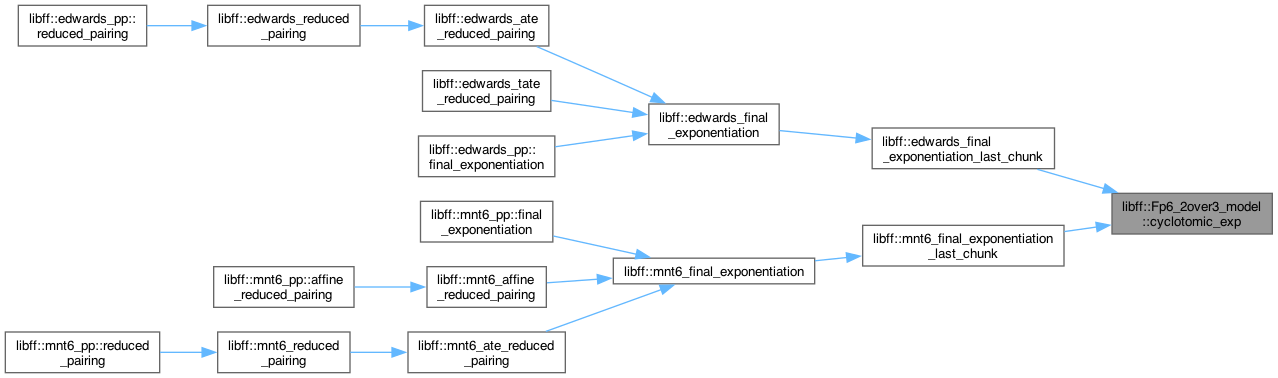 libff::edwards_pp::
reduced_pairing
libff::edwards_reduced
_pairing
libff::edwards_ate
_reduced_pairing
libff::edwards_tate
_reduced_pairing
libff::edwards_pp::
final_exponentiation
libff::edwards_final
_exponentiation
libff::edwards_final
_exponentiation_last_chunk
libff::Fp6_2over3_model
::cyclotomic_exp
libff::mnt6_pp::final
_exponentiation
libff::mnt6_final_exponentiation
_last_chunk
libff::mnt6_final_exponentiation
libff::mnt6_pp::affine
_reduced_pairing
libff::mnt6_affine
_reduced_pairing
libff::mnt6_pp::reduced
_pairing
libff::mnt6_reduced
_pairing
libff::mnt6_ate_reduced
_pairing